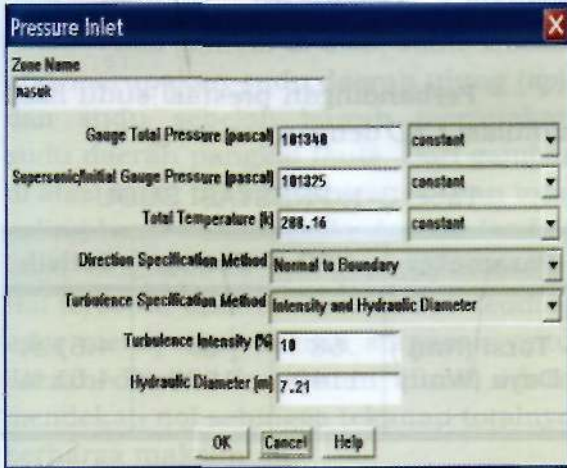 Pressure Inlet
Zone Name
masuk
Gauge Total Pressure (pascal) 101340 constant
Supersonic/Initial Gauge Pressure (pascal) 101325 constant
Total Temperature (k) 288.16 constant
Direction Specification Method Normal to Boundary
Turbulence Specification Method Intensity and Hydraulic Diameter
Turbulence Intensity (%) 10
Hydraulic Diameter (m) 7.21
OK Cancel Help